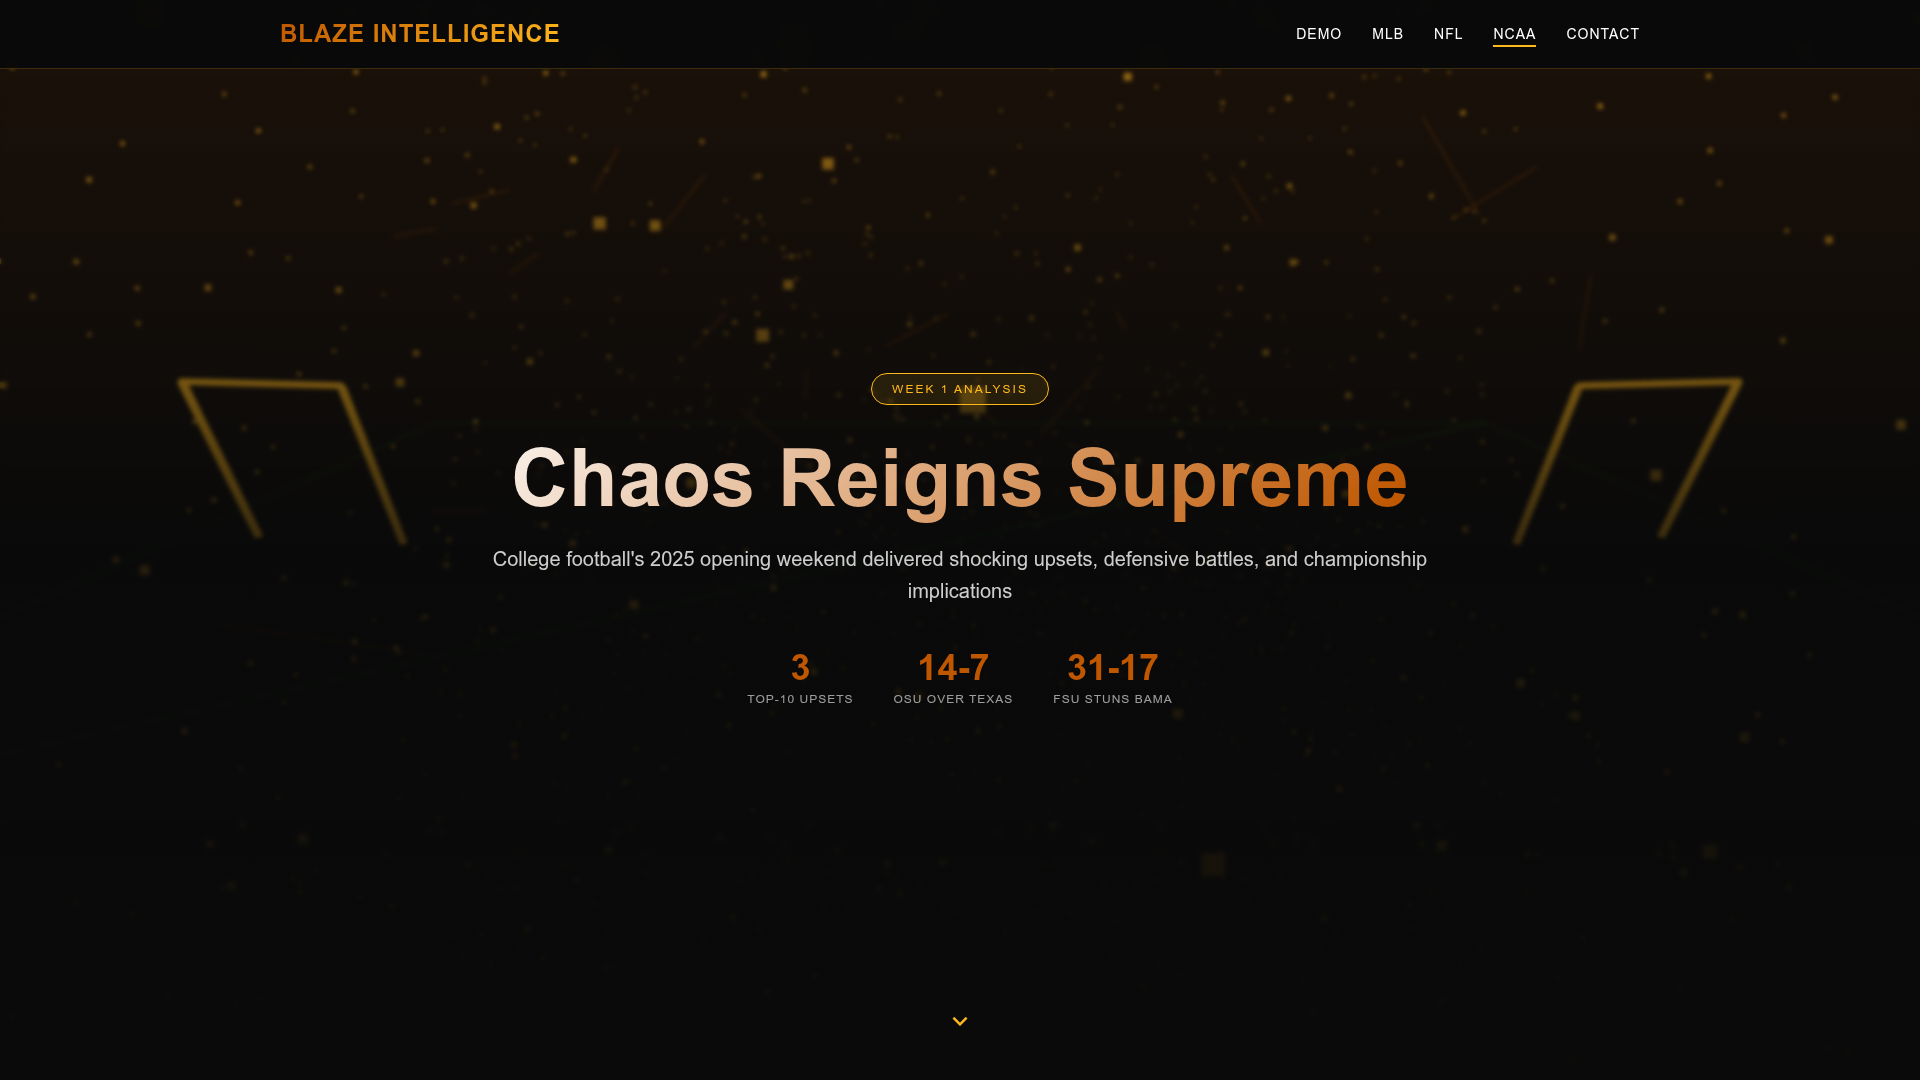 BLAZE INTELLIGENCE
DEMO MLB NFL NCAA CONTACT
WEEK 1 ANALYSIS
Chaos Reigns Supreme
College football's 2025 opening weekend delivered shocking upsets, defensive battles, and championship
implications
3 14-7 31-17
TOP-10 UPSETS OSU OVER TEXAS FSU STUNS BAMA